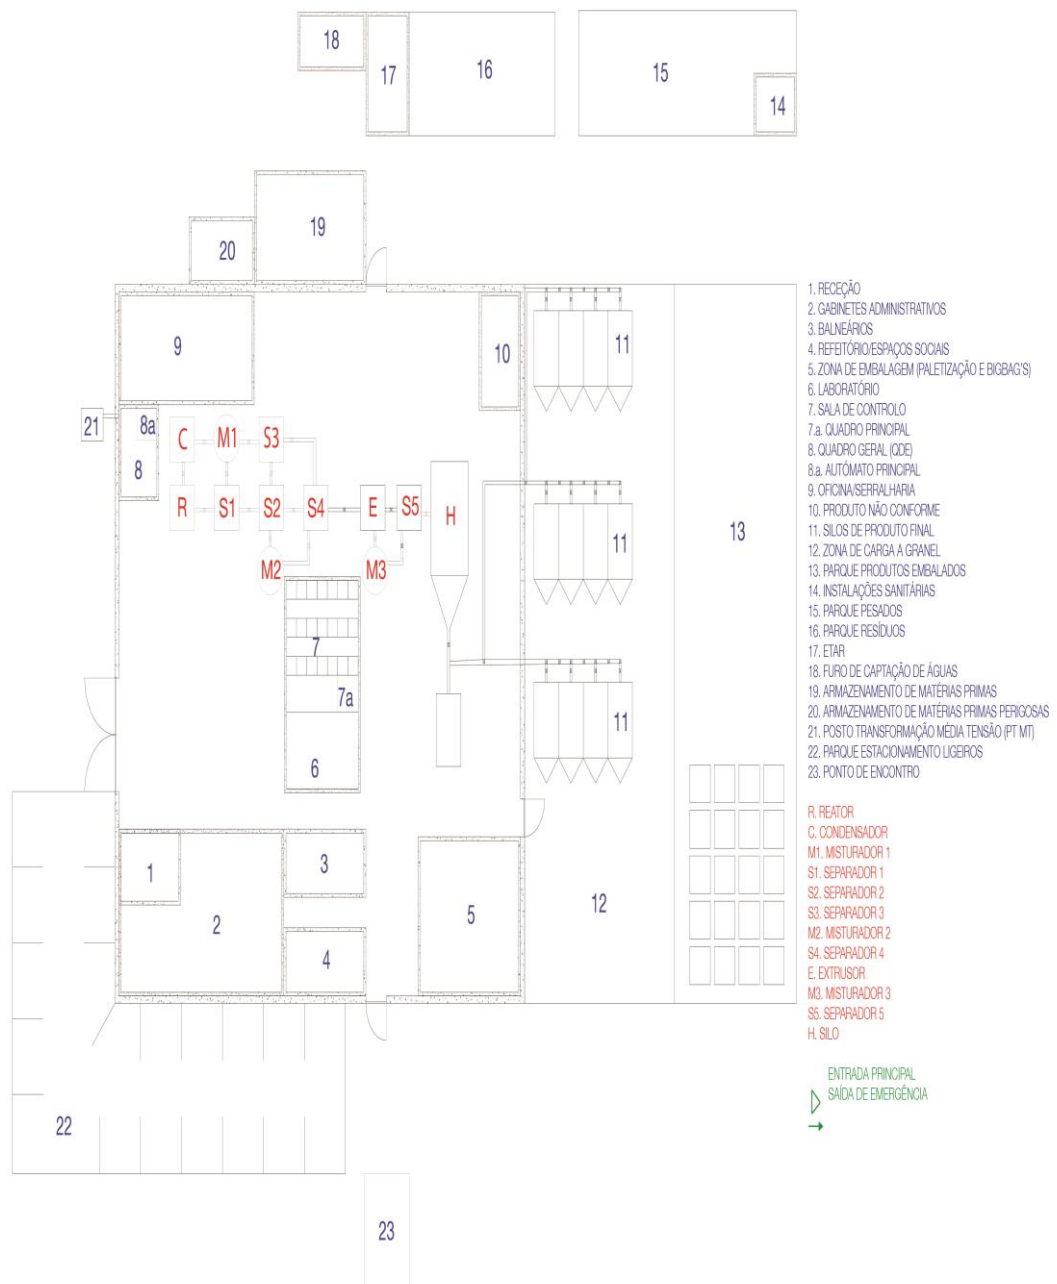 18
17
16
15
14
19
20
9
10
11
21
8a
8
C
M1
S3
R
S1
S2
S4
E
S5
H
M2
M3
11
13
7
7a
6
11
1
2
3
4
5
12
22
23
1. RECEÇÃO
2. GABINETES ADMINISTRATIVOS
3. BALNEÁRIOS
4. REFEITÓRIO/ESPAÇOS SOCIAIS
5. ZONA DE EMBALAGEM (PALETIZAÇÃO E BIGBAG'S)
6. LABORATÓRIO
7. SALA DE CONTROLO
7.a. QUADRO PRINCIPAL
8. QUADRO GERAL (QDE)
8.a. AUTÓMATO PRINCIPAL
9. OFICINA/SERRALHARIA
10. PRODUTO NÃO CONFORME
11. SILOS DE PRODUTO FINAL
12. ZONA DE CARGA A GRANEL
13. PARQUE PRODUTOS EMBALADOS
14. INSTALAÇÕES SANITÁRIAS
15. PARQUE PESADOS
16. PARQUE RESÍDUOS
17. ETAR
18. FURO DE CAPTAÇÃO DE ÁGUAS
19. ARMAZENAMENTO DE MATÉRIAS PRIMAS
20. ARMAZENAMENTO DE MATÉRIAS PRIMAS PERIGOSAS
21. POSTO TRANSFORMAÇÃO MÉDIA TENSÃO (PT MT)
22. PARQUE ESTACIONAMENTO LIGEIROS
23. PONTO DE ENCONTRO
R. REATOR
C. CONDENSADOR
M1. MISTURADOR 1
S1. SEPARADOR 1
S2. SEPARADOR 2
S3. SEPARADOR 3
M2. MISTURADOR 2
S4. SEPARADOR 4
E. EXTRUSOR
M3. MISTURADOR 3
S5. SEPARADOR 5
H. SILO
ENTRADA PRINCIPAL
SAÍDA DE EMERGÊNCIA